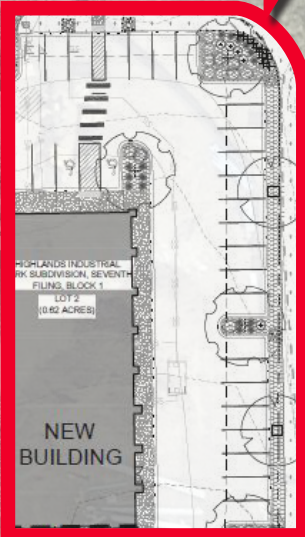 HIGHLANDS INDUSTRIAL
RK SUBDIVISION, SEVENTH
FILING, BLOCK 1
LOT 2
(0.62 ACRES)
NEW
BUILDING